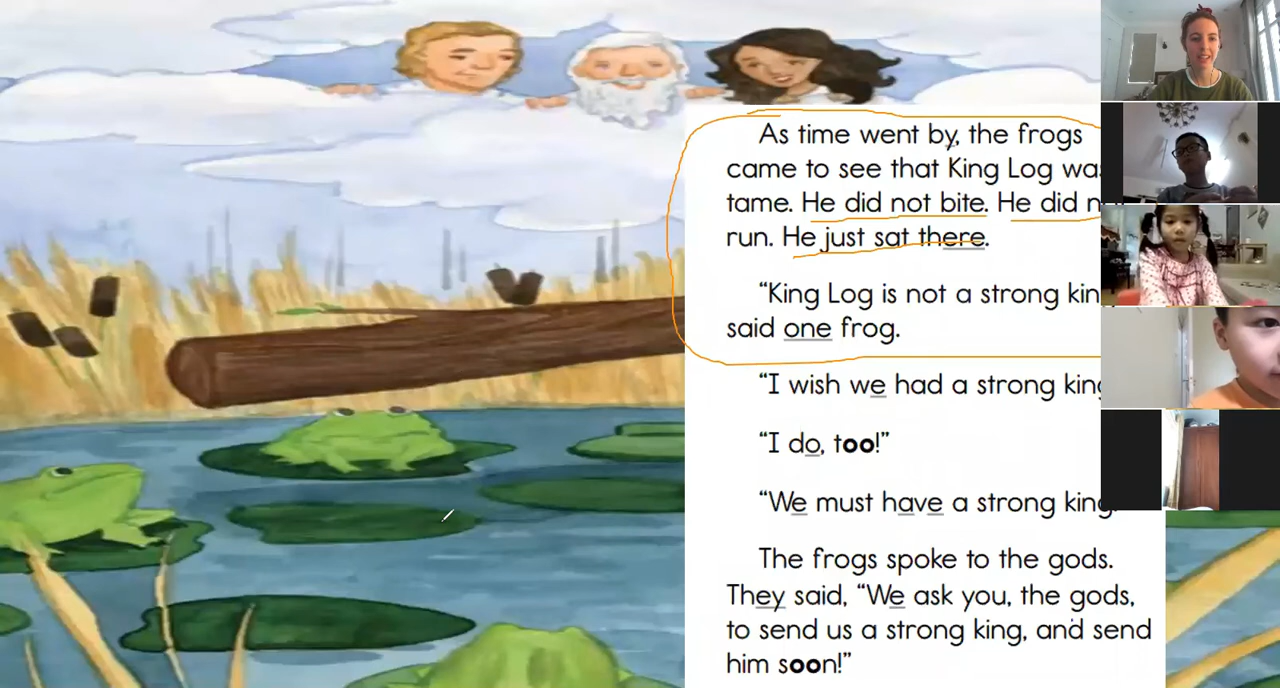 As time went by, the frogs
came to see that King Log was
tame. He did not bite. He did
run. He just sat there.
"King Log is not a strong
said one frog.
"I wish we had a strong king
"I do, too!"
"We must have a strong king
The frogs spoke to the gods.
They said, "We ask you, the gods,
to send us a strong king, and send
him soon!"